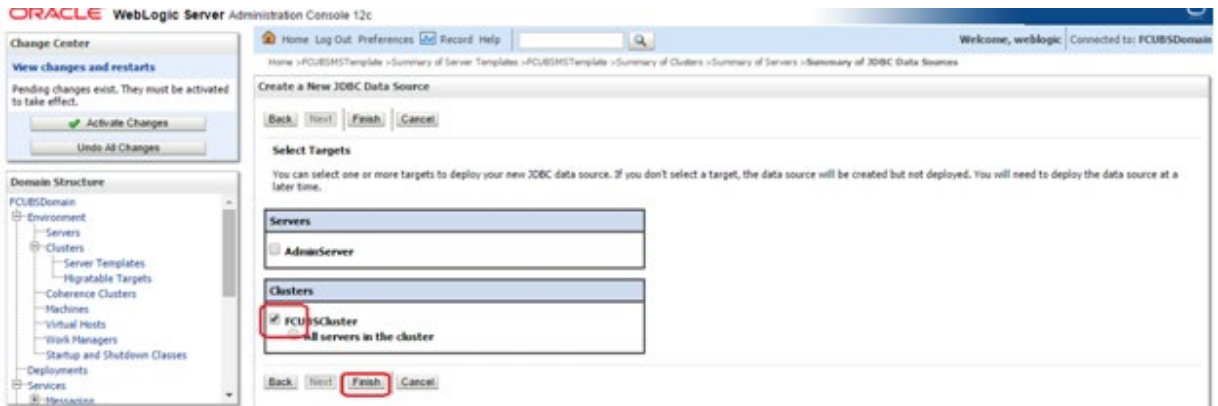 ORACLE WebLogic Server Administration Console 12c
Change Center
View changes and restarts
Pending changes exist. They must be activated
to take effect.
Activate Changes
Undo All Changes
Domain Structure
FCUBSDomain
Environment
Servers
Clusters
Server Templates
Migratable Targets
Coherence Clusters
Machines
Virtual Hosts
Work Managers
Startup and Shutdown Classes
Deployments
Services
Messaging
Home Log Out Preferences Record Help
Welcome, weblogic Connected to: FCUBSDomain
Home >FCUBSMSTemplate >Summary of Server Templates >FCUBSMSTemplate >Summary of Clusters >Summary of Servers >Summary of JDBC Data Sources
Create a New JDBC Data Source
Back Next Finish Cancel
Select Targets
You can select one or more targets to deploy your new JDBC data source. If you don't select a target, the data source will be created but not deployed. You will need to deploy the data source at a
later time.
Servers
AdminServer
Clusters
FCUBSCluster
All servers in the cluster
Back Next Finish Cancel